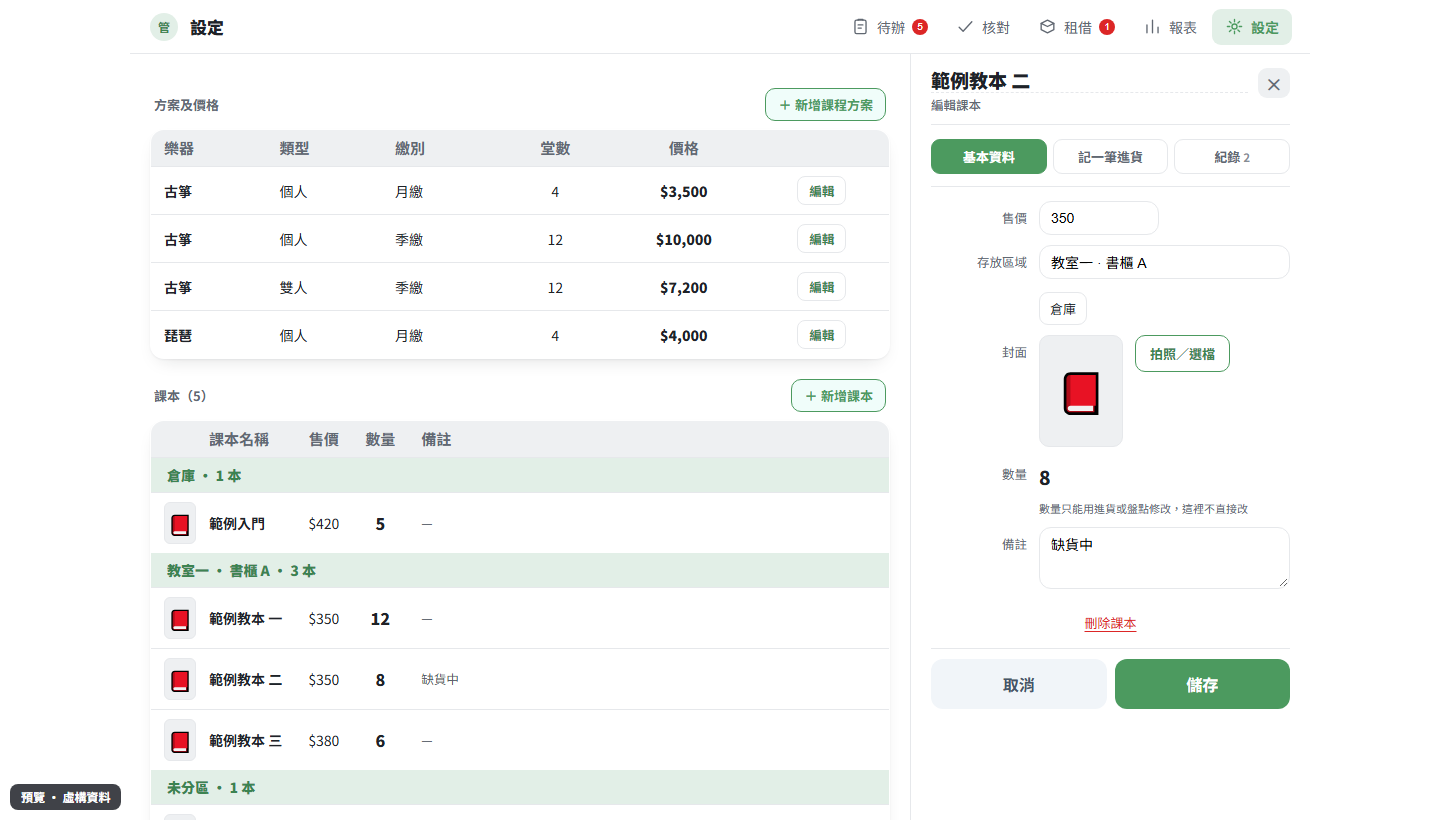 管 設定
待辦 5 核對 租借 1 報表 設定
方案及價格
＋ 新增課程方案
樂器 類型 繳別 堂數 價格
古箏 個人 月繳 4 $3,500 編輯
古箏 個人 季繳 12 $10,000 編輯
古箏 雙人 季繳 12 $7,200 編輯
琵琶 個人 月繳 4 $4,000 編輯
課本（5）
＋ 新增課本
課本名稱 售價 數量 備註
倉庫 • 1 本
範例入門 $420 5 —
教室一 • 書櫃 A • 3 本
範例教本 一 $350 12 —
範例教本 二 $350 8 缺貨中
範例教本 三 $380 6 —
未分區 • 1 本
預覽 • 虛構資料
範例教本 二
編輯課本
基本資料 記一筆進貨 紀錄 2
售價 350
存放區域 教室一 · 書櫃 A
倉庫
封面 拍照／選檔
數量 8
數量只能用進貨或盤點修改，這裡不直接改
備註 缺貨中
刪除課本
取消 儲存